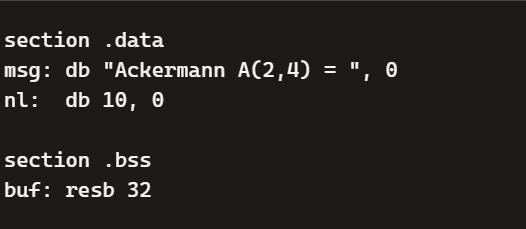 section .data
msg: db "Ackermann A(2,4) = ", 0
nl:  db 10, 0

section .bss
buf: resb 32